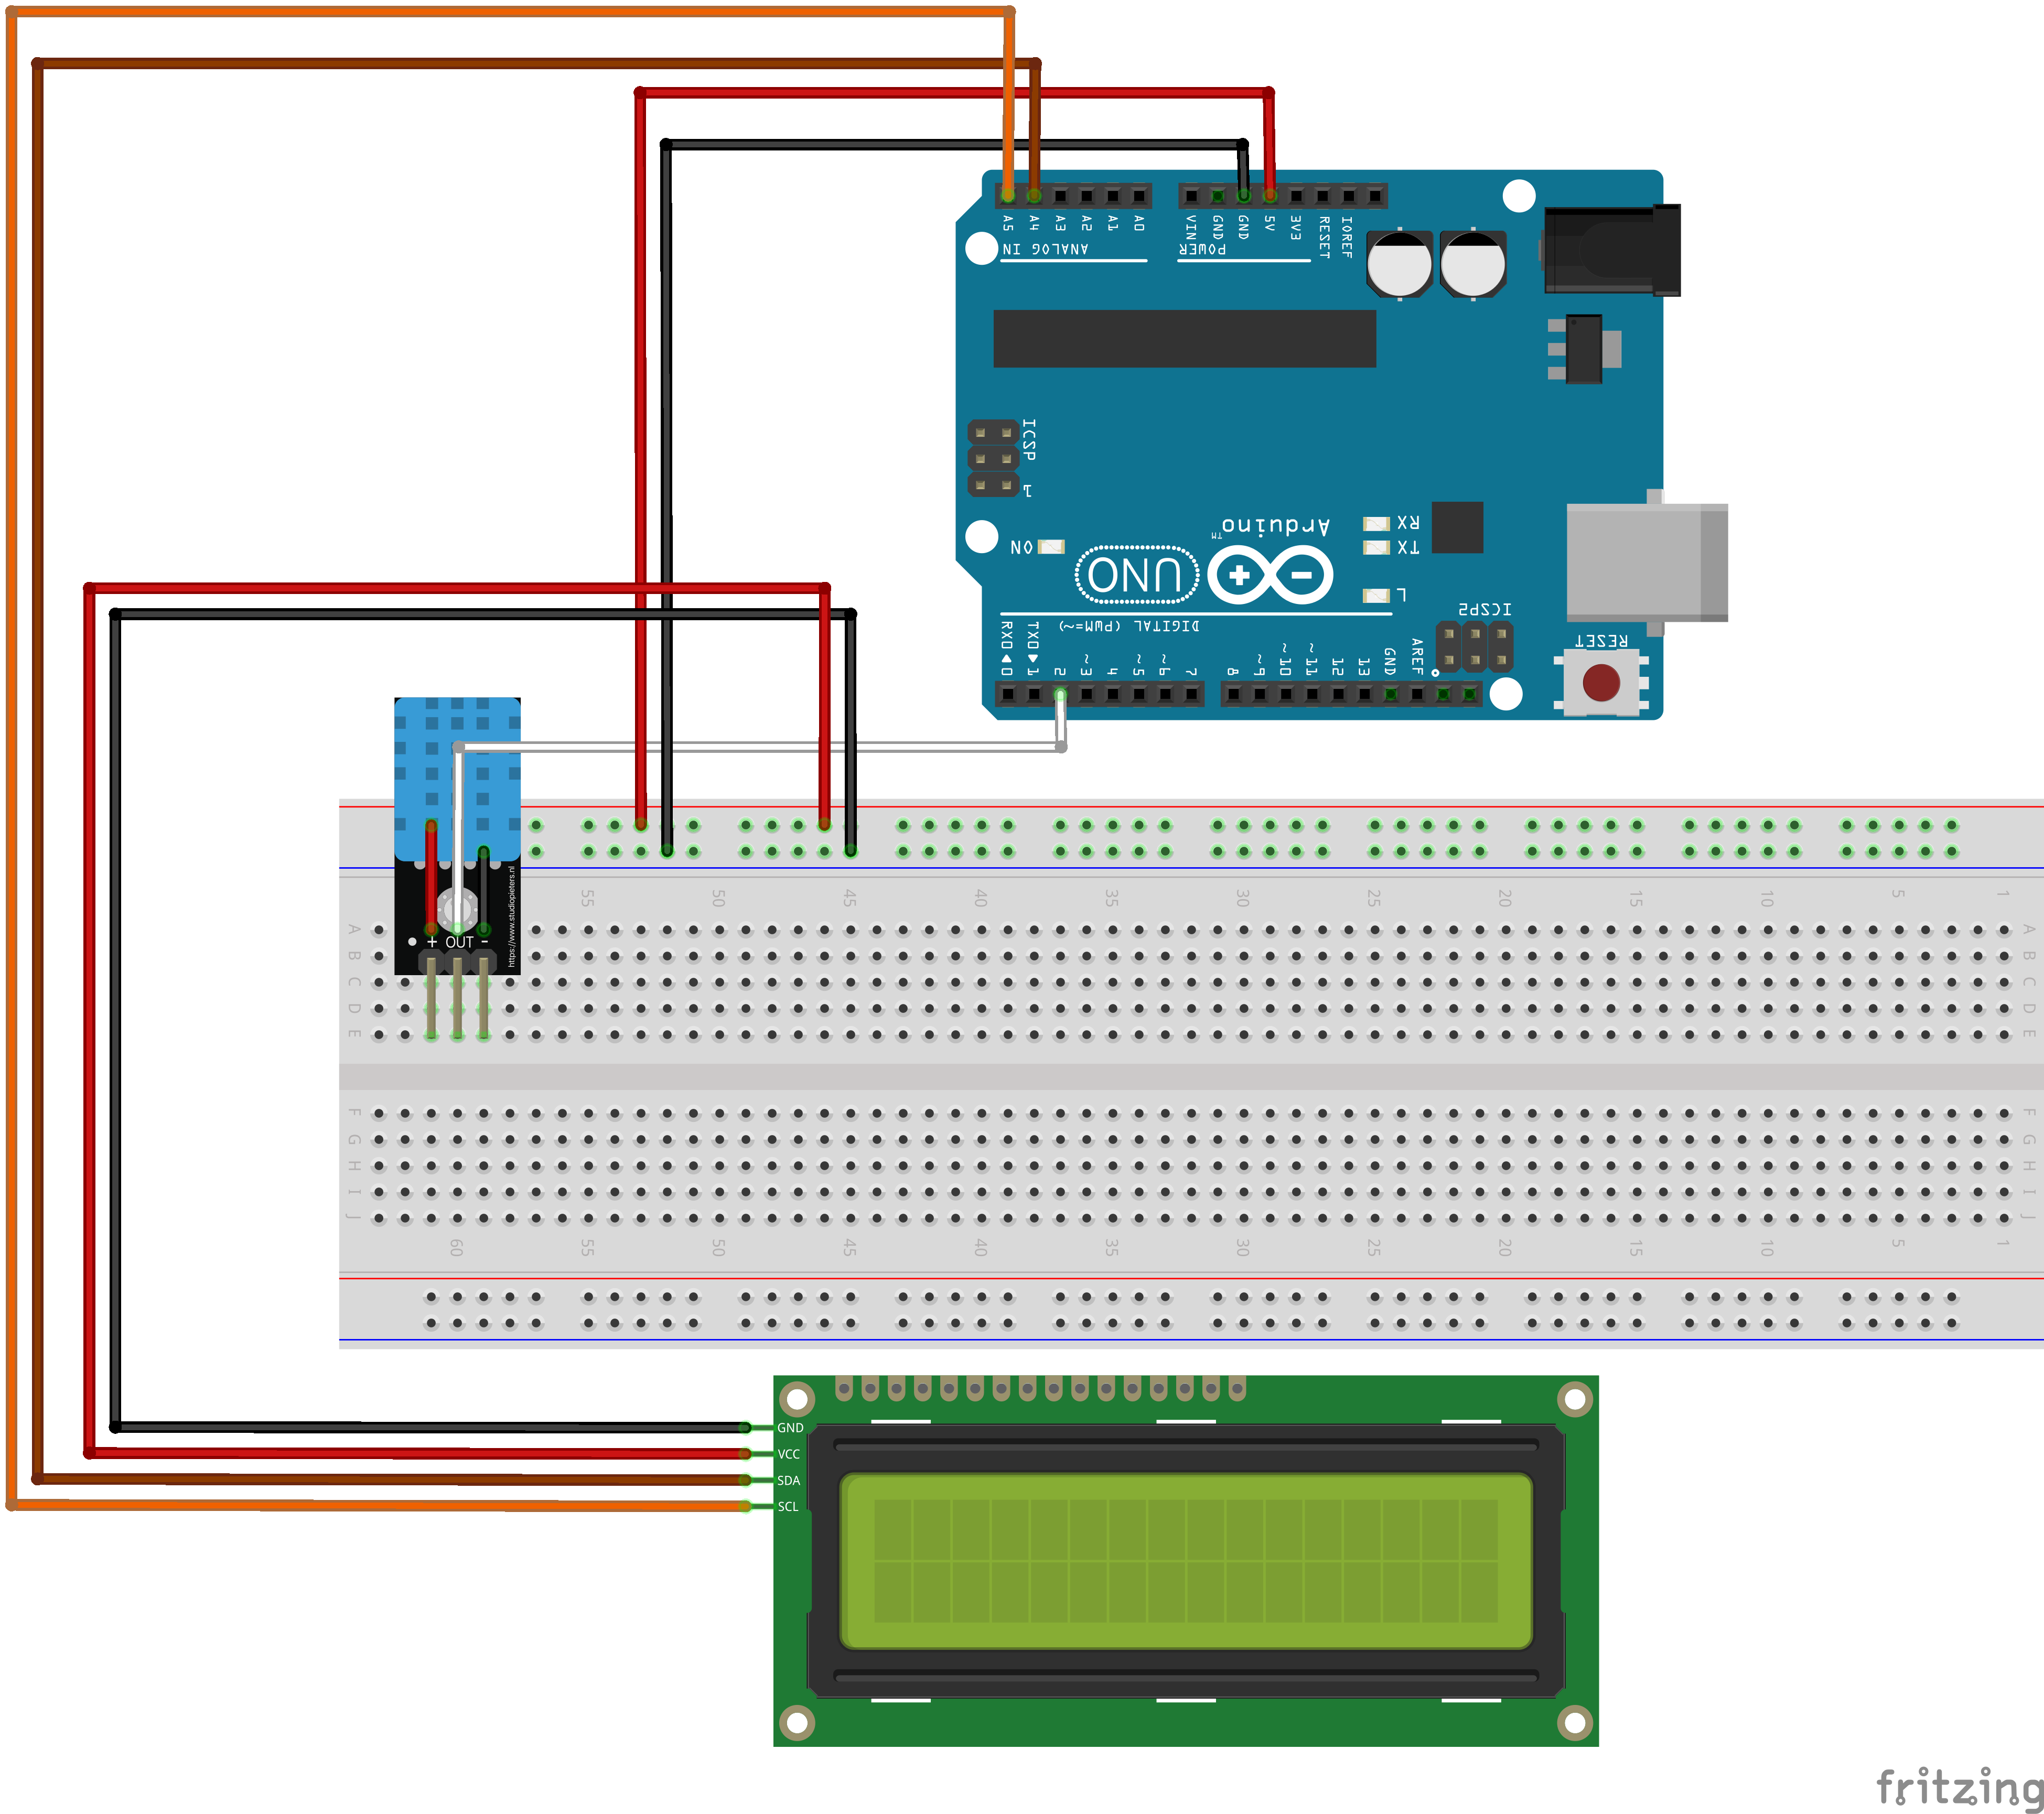 A5
A4
A3
A2
A1
A0
ANALOG IN
VIN
GND
GND
5V
3V3
RESET
IOREF
POWER
ICSP
1
ON
UNO
Arduino
TM
RX
TX
L
ICSP2
RESET
DIGITAL (PWM=~)
RX0
0
TX0
1
2
~3
4
~5
~6
7
8
~9
~10
~11
12
13
GND
AREF
+ OUT -
https://www.studiopieters.nl
55
50
45
40
35
30
25
20
15
10
5
1
A
A
B
B
C
C
D
D
E
E
F
F
G
G
H
H
I
I
J
J
60
55
50
45
40
35
30
25
20
15
10
5
1
GND
VCC
SDA
SCL
fritzing